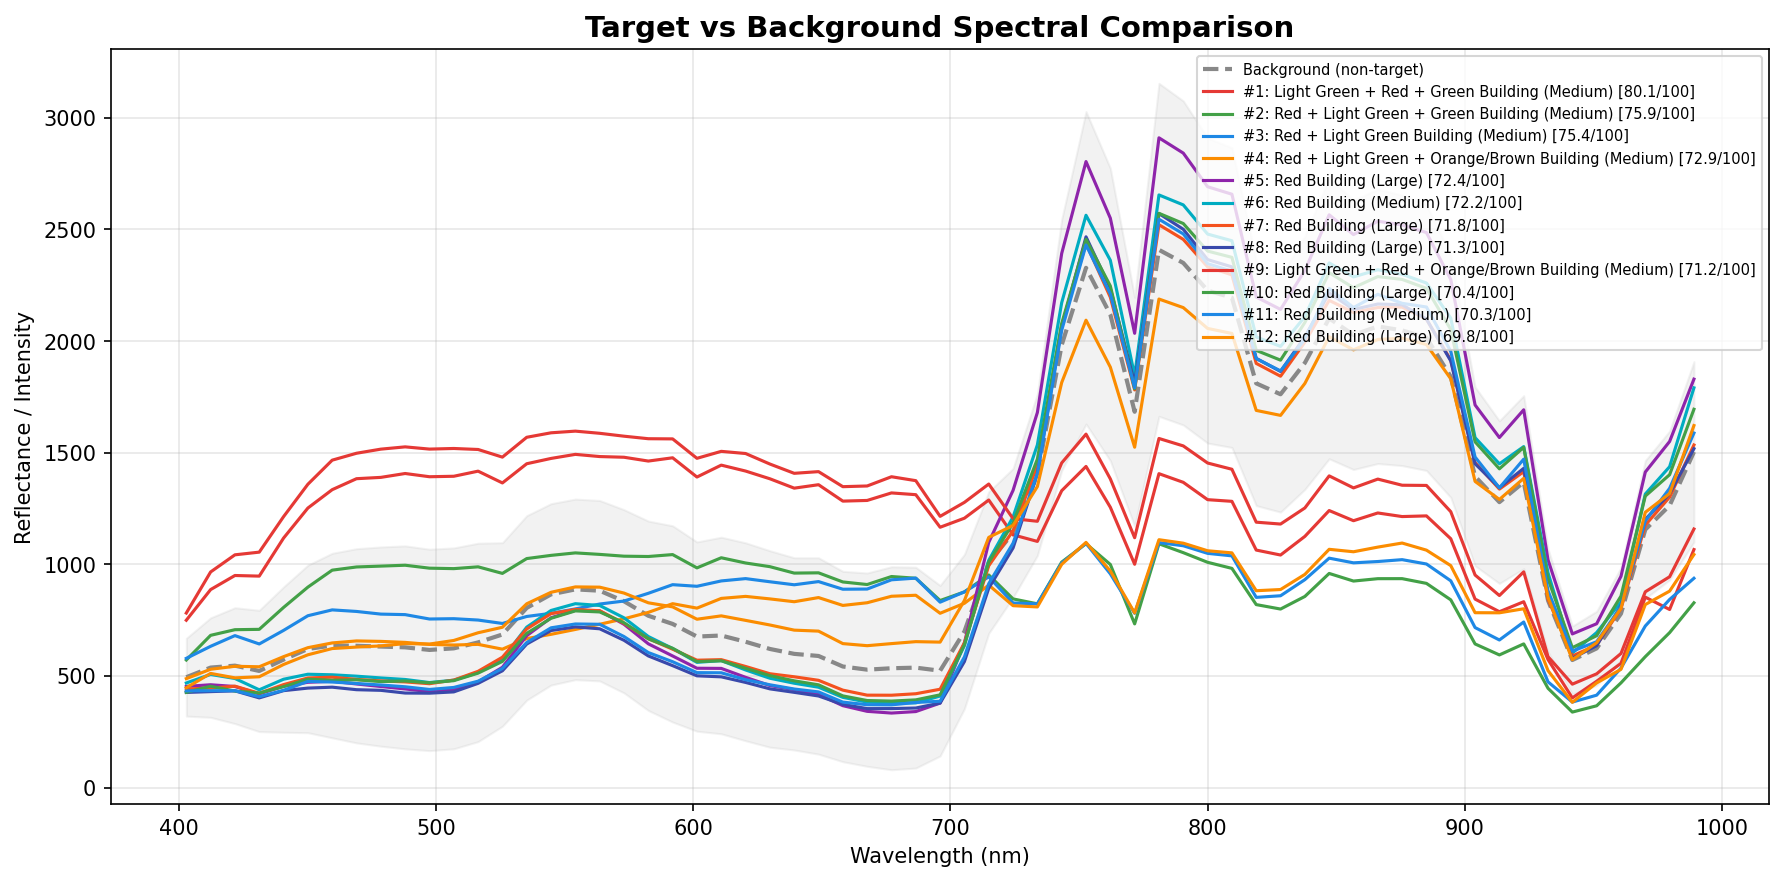 Target vs Background Spectral Comparison
Background (non-target)
#1: Light Green + Red + Green Building (Medium) [80.1/100]
#2: Red + Light Green + Green Building (Medium) [75.9/100]
#3: Red + Light Green Building (Medium) [75.4/100]
#4: Red + Light Green + Orange/Brown Building (Medium) [72.9/100]
#5: Red Building (Large) [72.4/100]
#6: Red Building (Medium) [72.2/100]
#7: Red Building (Large) [71.8/100]
#8: Red Building (Large) [71.3/100]
#9: Light Green + Red + Orange/Brown Building (Medium) [71.2/100]
#10: Red Building (Large) [70.4/100]
#11: Red Building (Medium) [70.3/100]
#12: Red Building (Large) [69.8/100]
Reflectance / Intensity
3000
2500
2000
1500
1000
500
0
400 500 600 700 800 900 1000
Wavelength (nm)